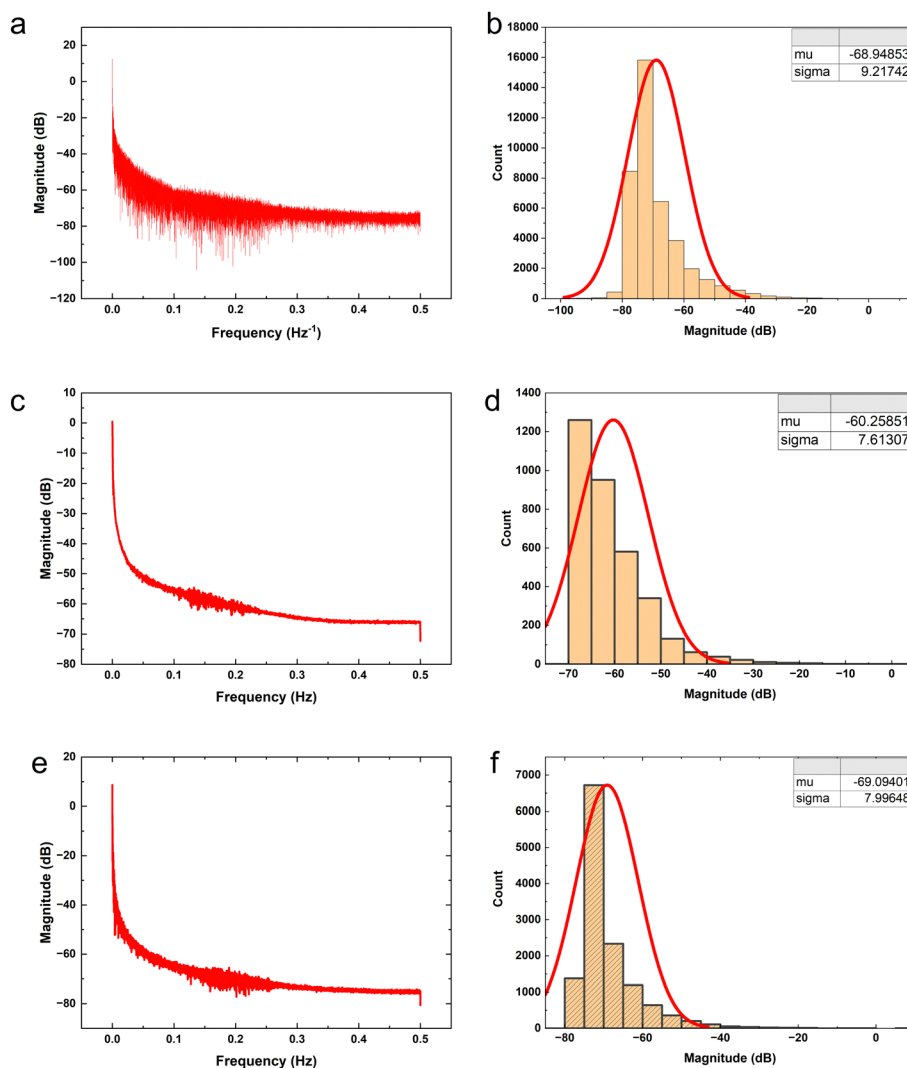 a
20
0
−20
−40
−60
−80
−100
−120
Magnitude (dB)
0.0 0.1 0.2 0.3 0.4 0.5
Frequency (Hz⁻¹)
b
18000
16000
14000
12000
10000
8000
6000
4000
2000
0
Count
−100 −80 −60 −40 −20 0
Magnitude (dB)
mu -68.94853
sigma 9.21742
c
10
0
−10
−20
−30
−40
−50
−60
−70
−80
Magnitude (dB)
0.0 0.1 0.2 0.3 0.4 0.5
Frequency (Hz)
d
1400
1200
1000
800
600
400
200
0
Count
−70 −60 −50 −40 −30 −20 −10 0
Magnitude (dB)
mu -60.25851
sigma 7.61307
e
20
0
−20
−40
−60
−80
Magnitude (dB)
0.0 0.1 0.2 0.3 0.4 0.5
Frequency (Hz)
f
7000
6000
5000
4000
3000
2000
1000
0
Count
−80 −60 −40 −20 0
Magnitude (dB)
mu -69.09401
sigma 7.99648